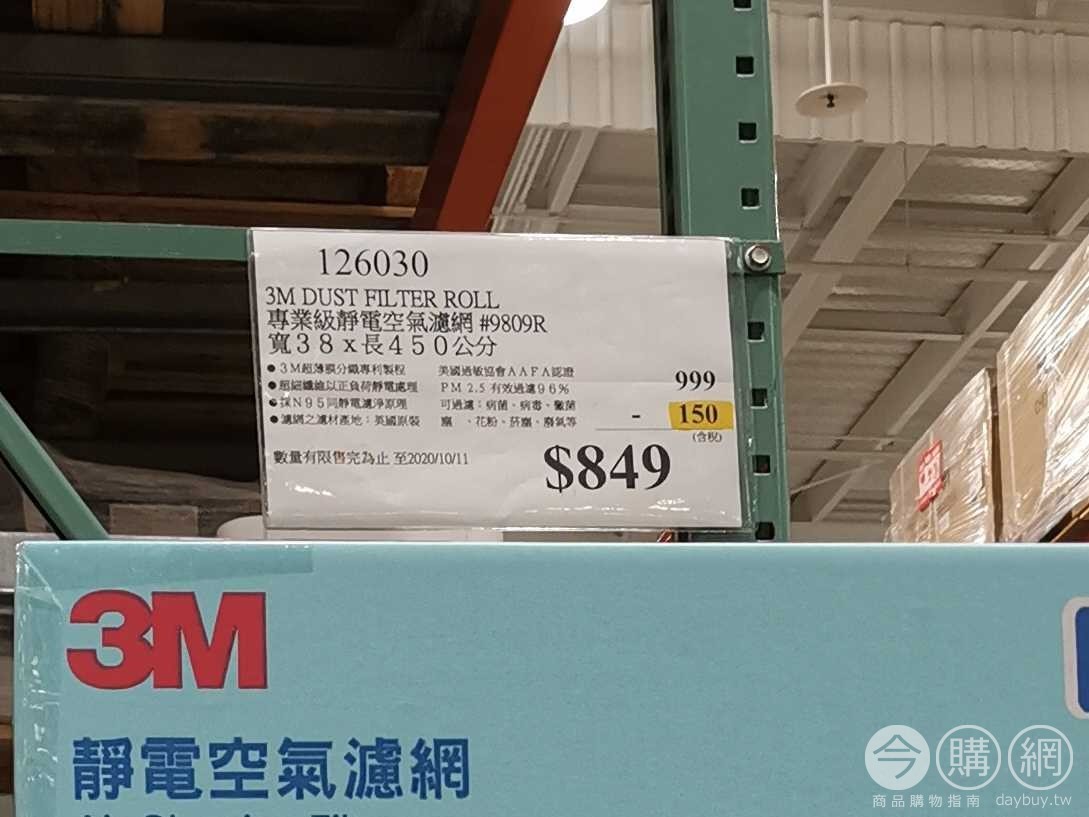 126030
3M DUST FILTER ROLL
專業級靜電空氣濾網 #9809R
寬38x長450公分
●3M超薄膜分纖專利製程 美國過敏協會AAFA認證
●超細纖維以正負荷靜電處理 PM2.5有效過濾96%
●採N95同靜電濾淨原理 可過濾:病菌、病毒、黴菌
●濾網之濾材產地:英國原裝 、花粉、菸塵、廢氣等
999
- 150
(含稅)
數量有限售完為止 至2020/10/11
$849
3M
靜電空氣濾網
今購網
商品購物指南 daybuy.tw